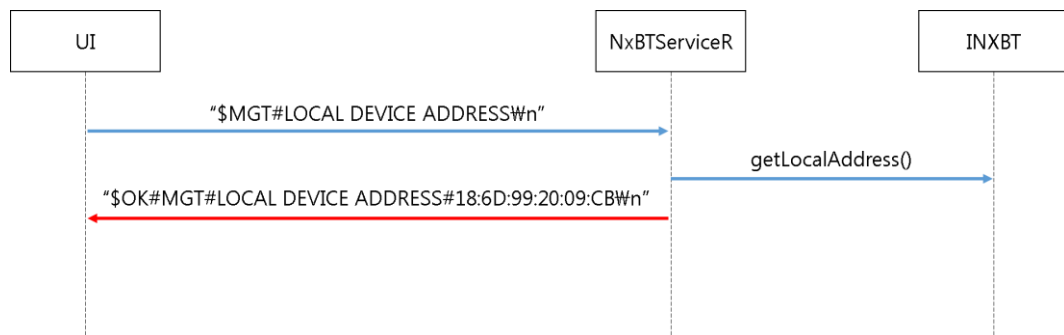 UI
NxBTServiceR
INXBT
“$MGT#LOCAL DEVICE ADDRESS₩n”
getLocalAddress()
“$OK#MGT#LOCAL DEVICE ADDRESS#18:6D:99:20:09:CB₩n”